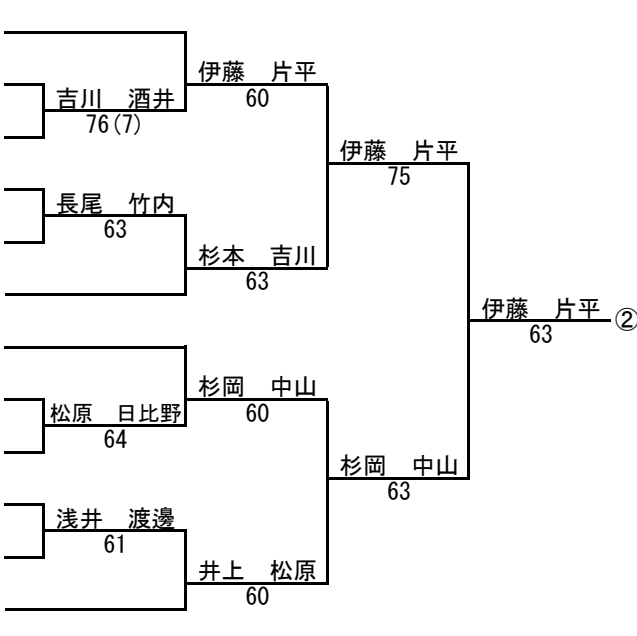 伊藤　片平
60
吉川　酒井
76(7)
伊藤　片平
75
長尾　竹内
63
杉本　吉川
63
伊藤　片平
63
②
杉岡　中山
60
松原　日比野
64
杉岡　中山
63
浅井　渡邊
61
井上　松原
60